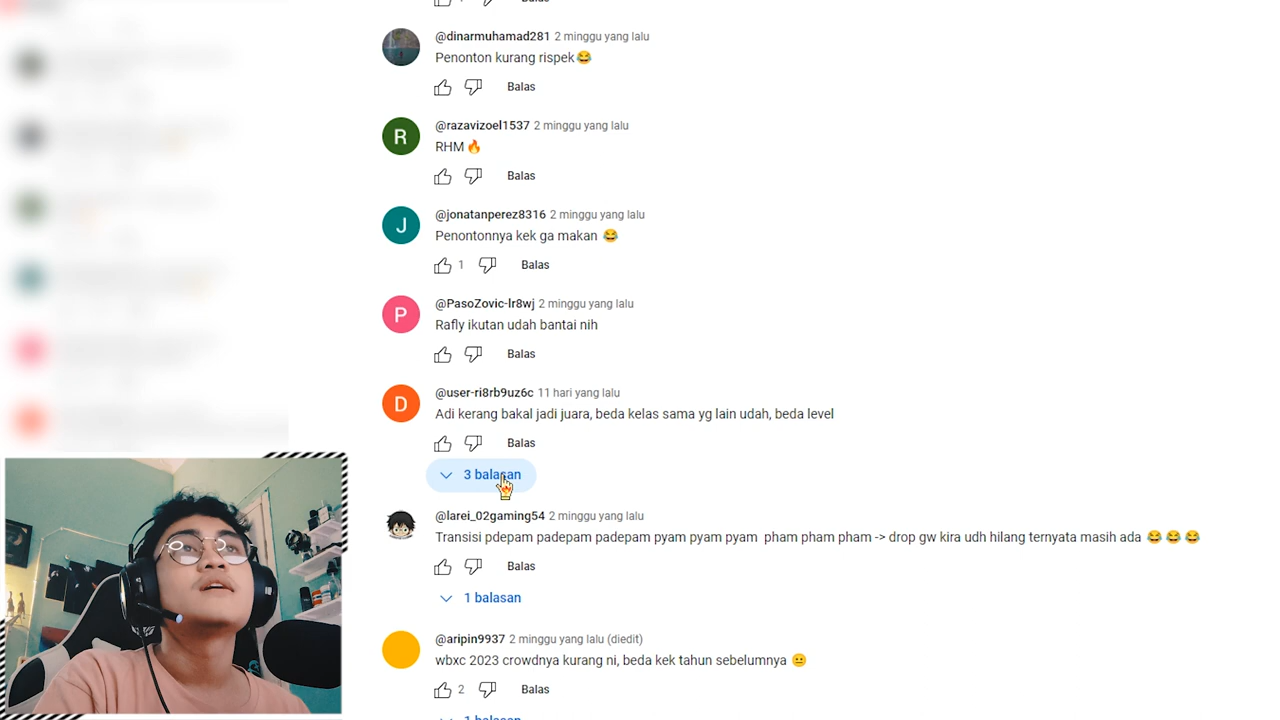 Balas
@dinarmuhamad281 2 minggu yang lalu
Penonton kurang rispek😂
Balas
@razavizoel1537 2 minggu yang lalu
RHM🔥
Balas
@jonatanperez8316 2 minggu yang lalu
Penontonnya kek ga makan 😂
1 Balas
@PasoZovic-lr8wj 2 minggu yang lalu
Rafly ikutan udah bantai nih
Balas
@user-ri8rb9uz6c 11 hari yang lalu
Adi kerang bakal jadi juara, beda kelas sama yg lain udah, beda level
Balas
3 balasan
@larei_02gaming54 2 minggu yang lalu
Transisi pdepam padepam padepam pyam pyam pyam pham pham pham -> drop gw kira udh hilang ternyata masih ada 😂😂😂
Balas
1 balasan
@aripin9937 2 minggu yang lalu (diedit)
wbxc 2023 crowdnya kurang ni, beda kek tahun sebelumnya 😐
2 Balas
1 balasan